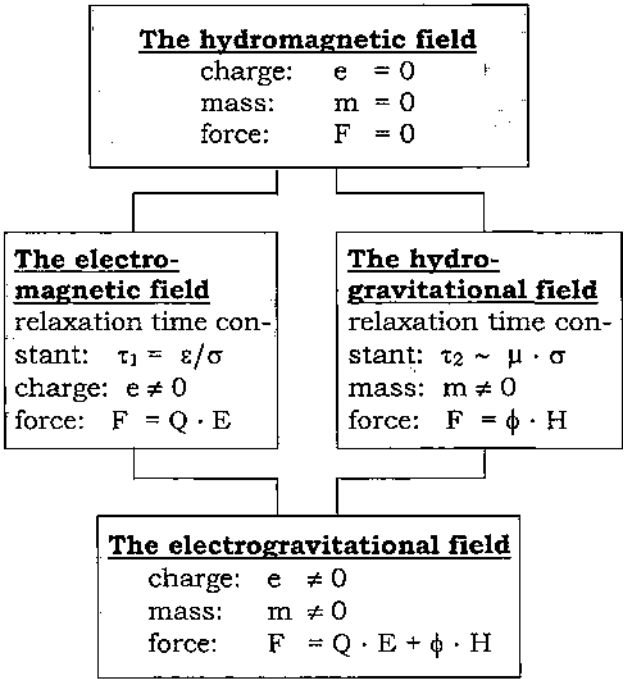 The hydromagnetic field
charge: e = 0
mass: m = 0
force: F = 0
The electro-
magnetic field
relaxation time con-
stant: τ₁ = ε/σ
charge: e ≠ 0
force: F = Q · E
The hydro-
gravitational field
relaxation time con-
stant: τ₂ ~ μ · σ
mass: m ≠ 0
force: F = ϕ · H
The electrogravitational field
charge: e ≠ 0
mass: m ≠ 0
force: F = Q · E + ϕ · H